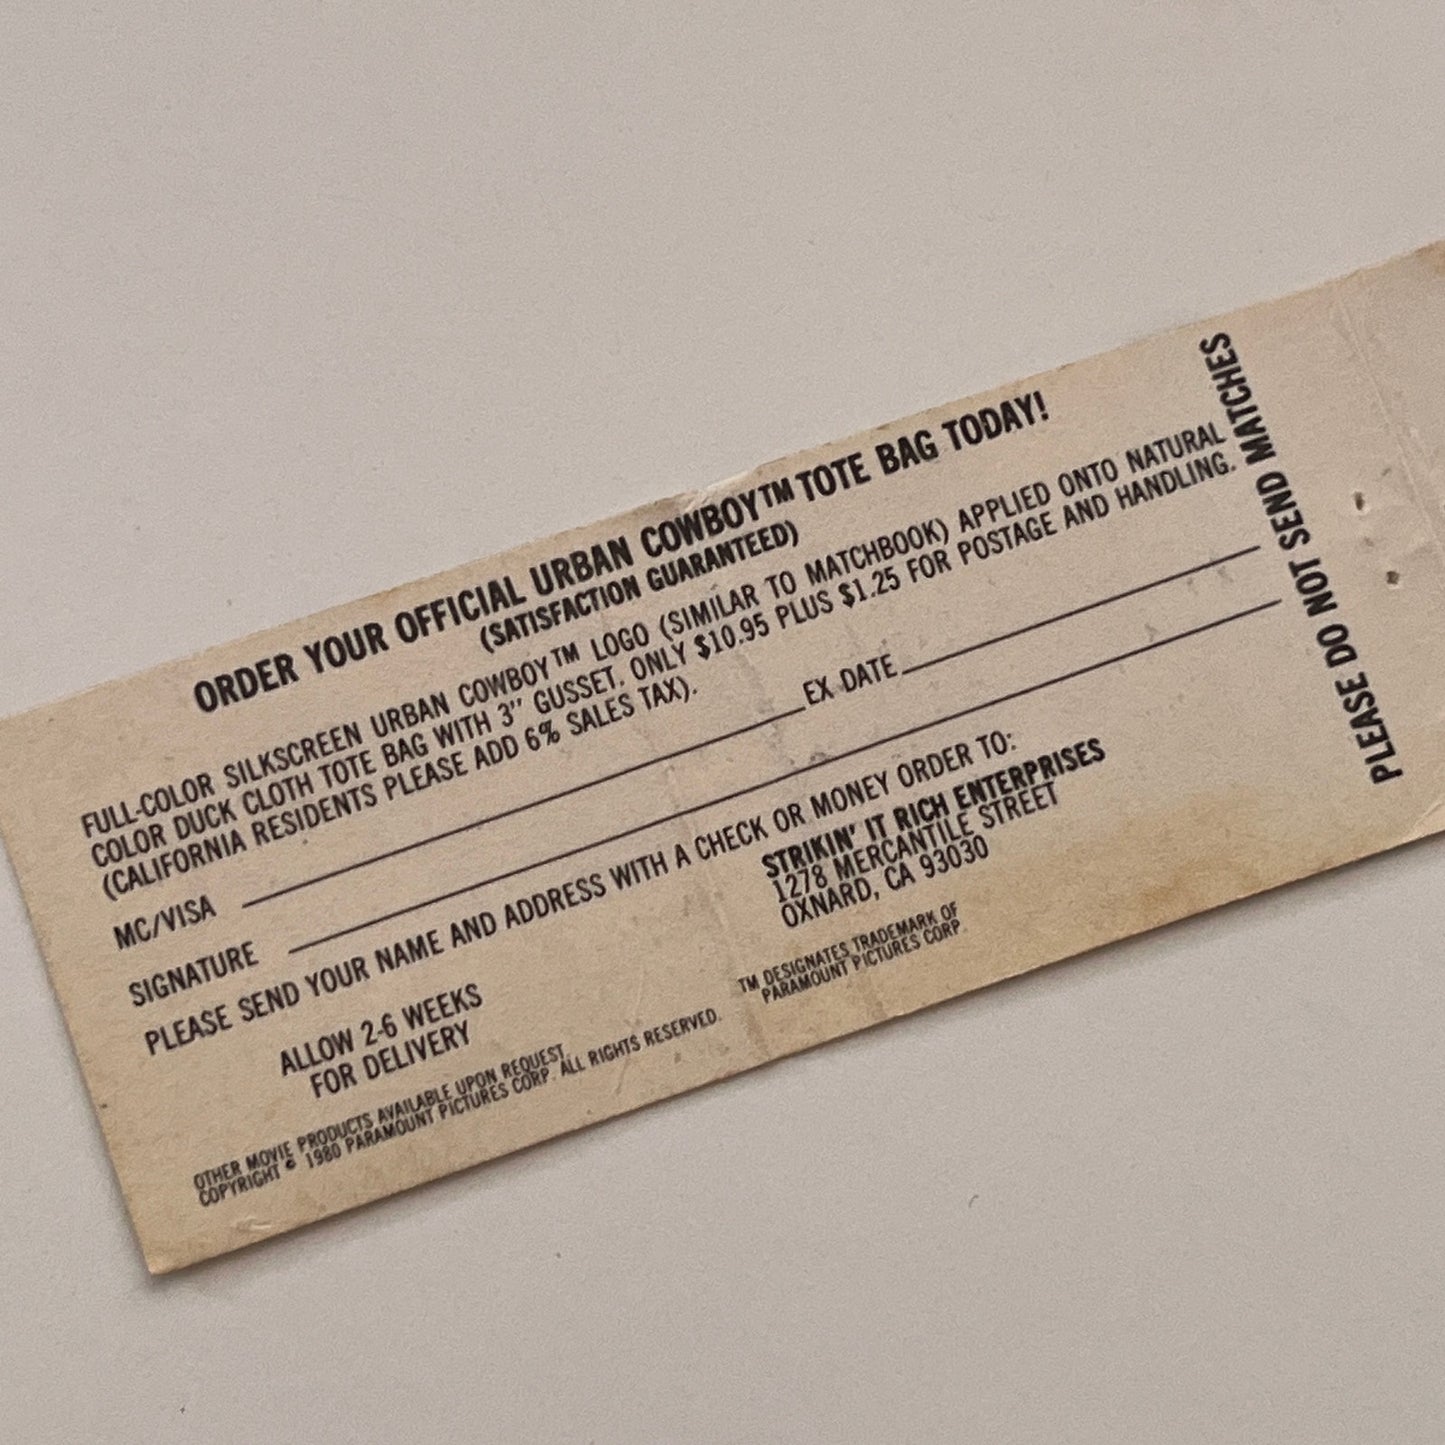 ORDER YOUR OFFICIAL URBAN COWBOY™ TOTE BAG TODAY!
(SATISFACTION GUARANTEED)
FULL-COLOR SILKSCREEN URBAN COWBOY™ LOGO (SIMILAR TO MATCHBOOK) APPLIED ONTO NATURAL
COLOR DUCK CLOTH TOTE BAG WITH 3" GUSSET. ONLY $10.95 PLUS $1.25 FOR POSTAGE AND HANDLING.
(CALIFORNIA RESIDENTS PLEASE ADD 6% SALES TAX).
MC/VISA EX DATE
SIGNATURE
PLEASE SEND YOUR NAME AND ADDRESS WITH A CHECK OR MONEY ORDER TO:
STRIKIN' IT RICH ENTERPRISES
1278 MERCANTILE STREET
OXNARD, CA 93030
ALLOW 2-6 WEEKS
FOR DELIVERY
TM DESIGNATES TRADEMARK OF
PARAMOUNT PICTURES CORP.
OTHER MOVIE PRODUCTS AVAILABLE UPON REQUEST.
COPYRIGHT © 1980 PARAMOUNT PICTURES CORP. ALL RIGHTS RESERVED.
PLEASE DO NOT SEND MATCHES